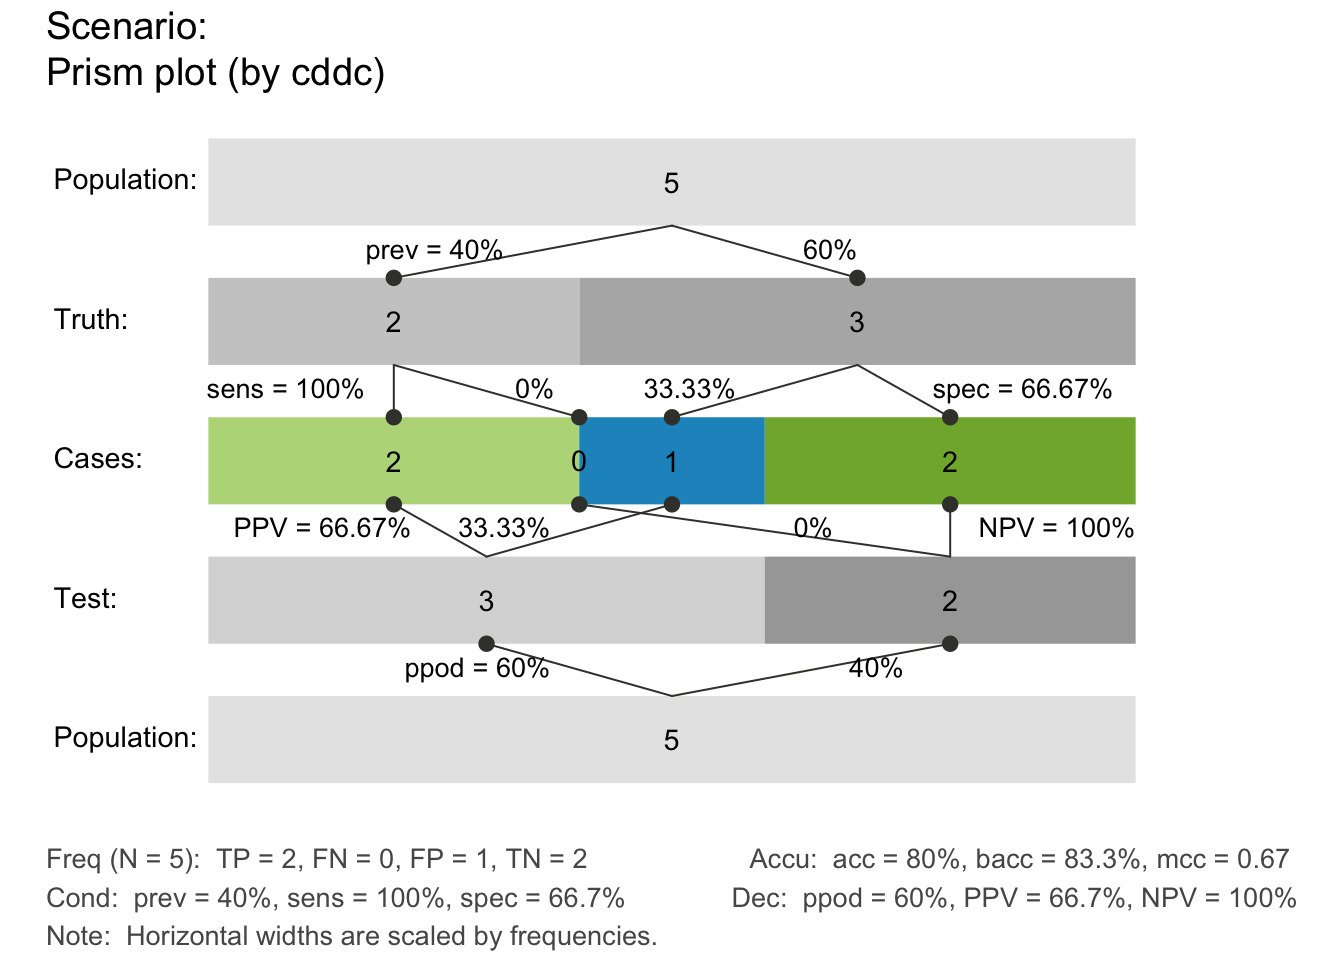 Scenario:
Prism plot (by cddc)
Population:
5
prev = 40%
60%
Truth:
2
3
sens = 100%
0%
33.33%
spec = 66.67%
Cases:
2
0
1
2
PPV = 66.67%
33.33%
0%
NPV = 100%
Test:
3
2
ppod = 60%
40%
Population:
5
Freq (N = 5):  TP = 2, FN = 0, FP = 1, TN = 2
Accu:  acc = 80%, bacc = 83.3%, mcc = 0.67
Cond:  prev = 40%, sens = 100%, spec = 66.7%
Dec:  ppod = 60%, PPV = 66.7%, NPV = 100%
Note:  Horizontal widths are scaled by frequencies.